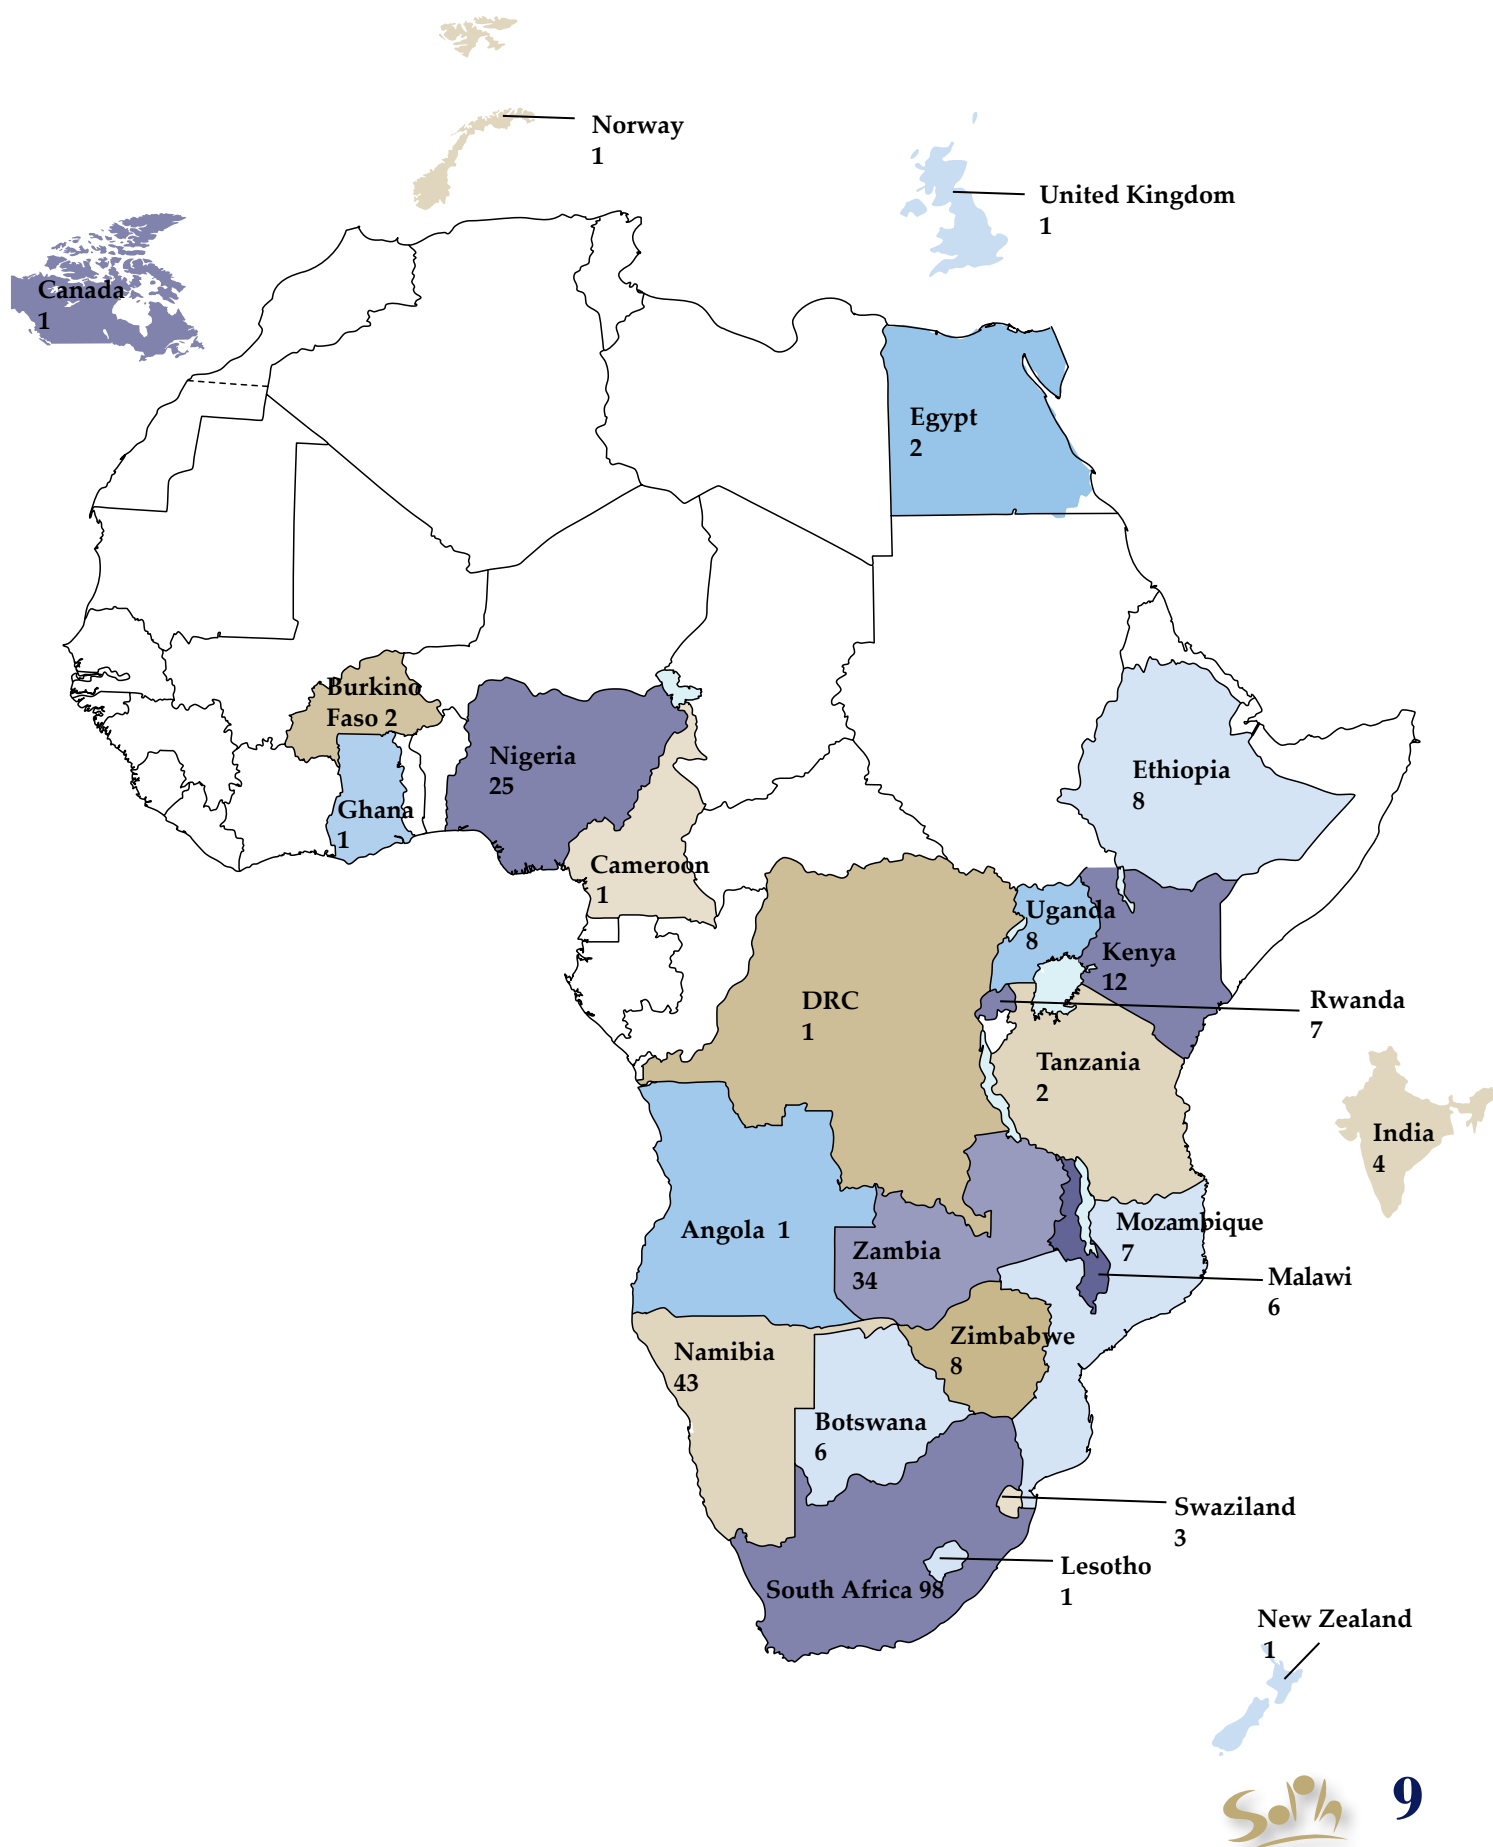 Norway
1
United Kingdom
1
Canada
1
Egypt
2
Burkino
Faso 2
Nigeria
25
Ethiopia
8
Ghana
1
Cameroon
1
Uganda
8
Kenya
12
DRC
1
Rwanda
7
Tanzania
2
India
4
Angola 1
Mozambique
7
Zambia
34
Malawi
6
Zimbabwe
8
Namibia
43
Botswana
6
Swaziland
3
Lesotho
1
South Africa 98
New Zealand
1
SoPh
9